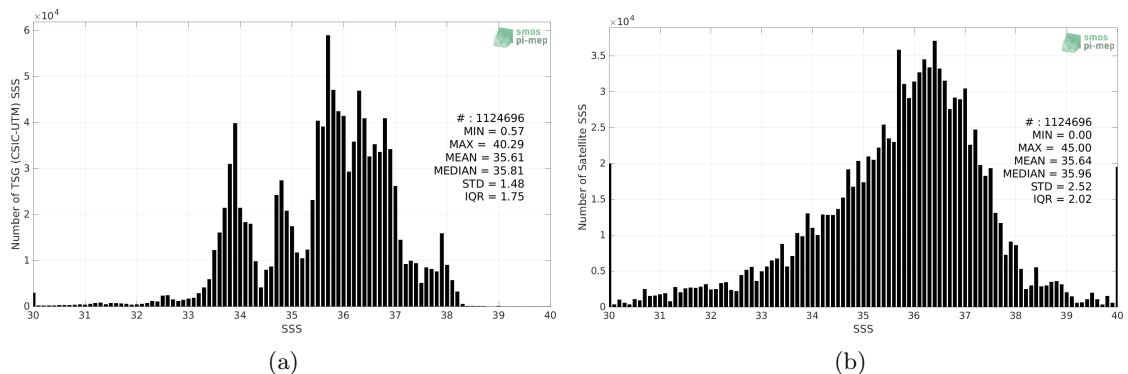 ×10⁴
6
5
4
3
2
1
0
30 31 32 33 34 35 36 37 38 39 40
SSS
Number of TSG (CSIC-UTM) SSS
smos
pi-mep
# : 1124696
MIN = 0.57
MAX = 40.29
MEAN = 35.61
MEDIAN = 35.81
STD = 1.48
IQR = 1.75
(a)
×10⁴
3.5
3
2.5
2
1.5
1
0.5
0
30 31 32 33 34 35 36 37 38 39 40
SSS
Number of Satellite SSS
smos
pi-mep
# : 1124696
MIN = 0.00
MAX = 45.00
MEAN = 35.64
MEDIAN = 35.96
STD = 2.52
IQR = 2.02
(b)